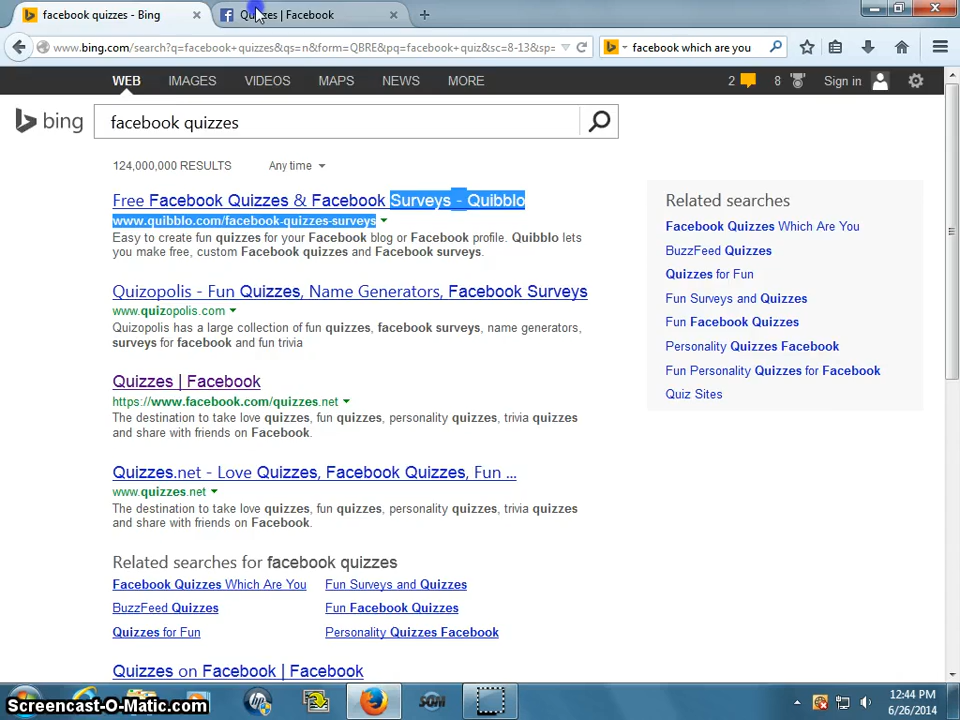 facebook quizzes - Bing
Quizzes | Facebook
www.bing.com/search?q=facebook+quizzes&qs=n&form=QBRE&pq=facebook+quiz&sc=8-13&sp=
facebook which are you
WEB IMAGES VIDEOS MAPS NEWS MORE
2 8 Sign in
bing
facebook quizzes
124,000,000 RESULTS Any time
Free Facebook Quizzes & Facebook Surveys - Quibblo
www.quibblo.com/facebook-quizzes-surveys
Easy to create fun quizzes for your Facebook blog or Facebook profile. Quibblo lets
you make free, custom Facebook quizzes and Facebook surveys.
Quizopolis - Fun Quizzes, Name Generators, Facebook Surveys
www.quizopolis.com
Quizopolis has a large collection of fun quizzes, facebook surveys, name generators,
surveys for facebook and fun trivia
Quizzes | Facebook
https://www.facebook.com/quizzes.net
The destination to take love quizzes, fun quizzes, personality quizzes, trivia quizzes
and share with friends on Facebook.
Quizzes.net - Love Quizzes, Facebook Quizzes, Fun ...
www.quizzes.net
The destination to take love quizzes, fun quizzes, personality quizzes, trivia quizzes
and share with friends on Facebook.
Related searches for facebook quizzes
Facebook Quizzes Which Are You Fun Surveys and Quizzes
BuzzFeed Quizzes Fun Facebook Quizzes
Quizzes for Fun Personality Quizzes Facebook
Quizzes on Facebook | Facebook
Related searches
Facebook Quizzes Which Are You
BuzzFeed Quizzes
Quizzes for Fun
Fun Surveys and Quizzes
Fun Facebook Quizzes
Personality Quizzes Facebook
Fun Personality Quizzes for Facebook
Quiz Sites
Screencast-O-Matic.com
hp
SOM
12:44 PM
6/26/2014